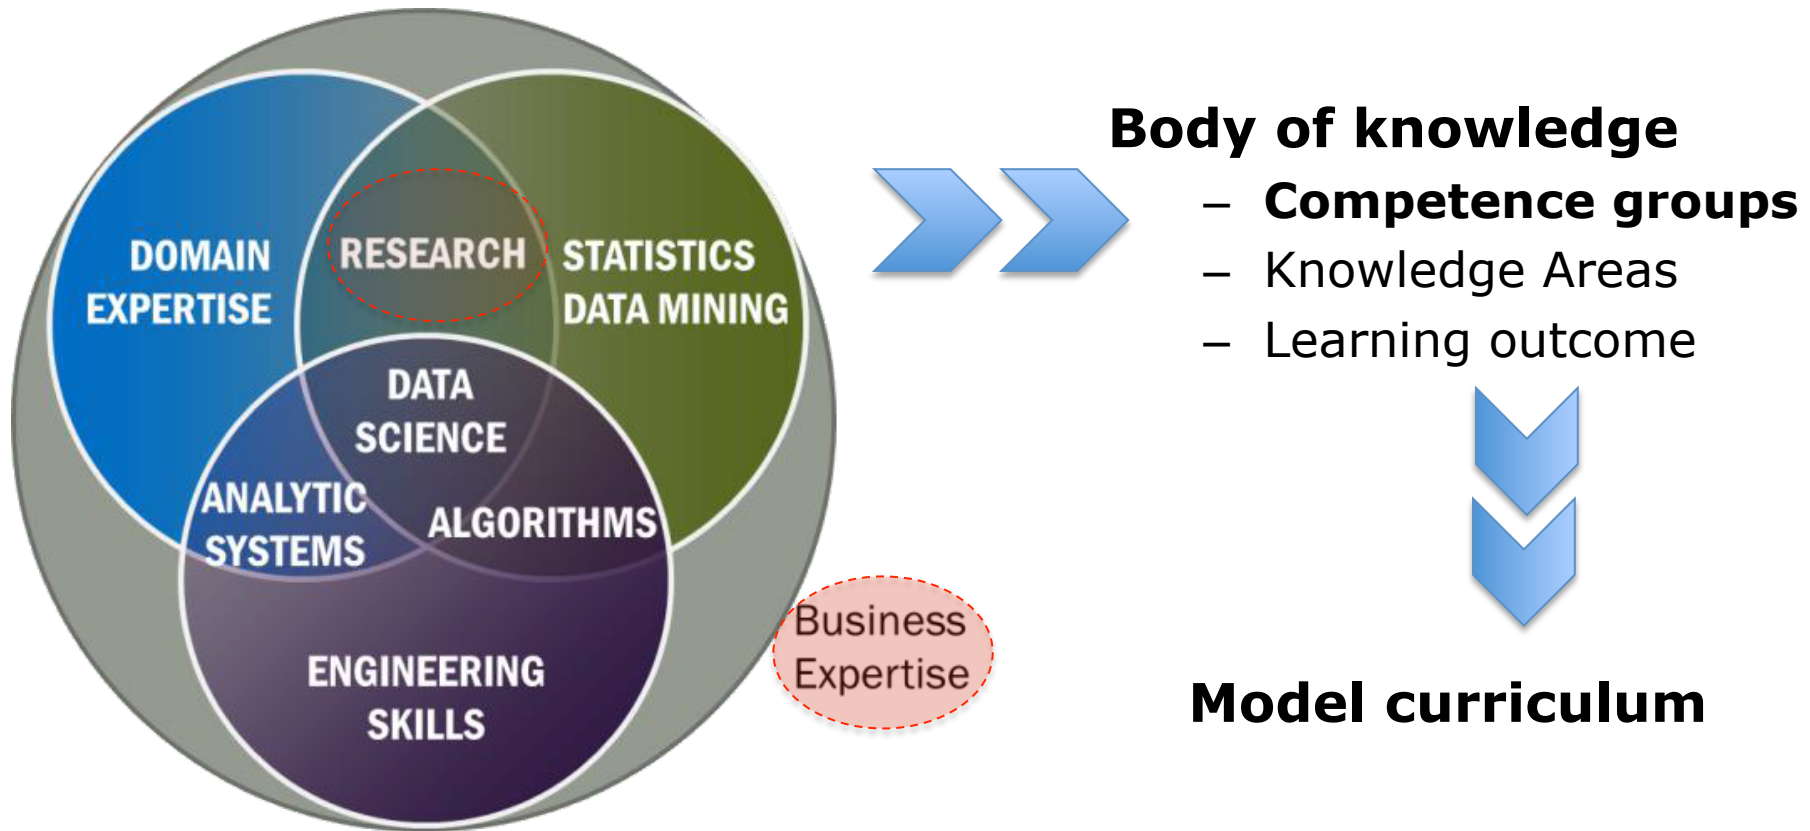 DOMAIN
EXPERTISE
RESEARCH
STATISTICS
DATA MINING
DATA
SCIENCE
ANALYTIC
SYSTEMS
ALGORITHMS
ENGINEERING
SKILLS
Business
Expertise
Body of knowledge
– Competence groups
– Knowledge Areas
– Learning outcome
Model curriculum